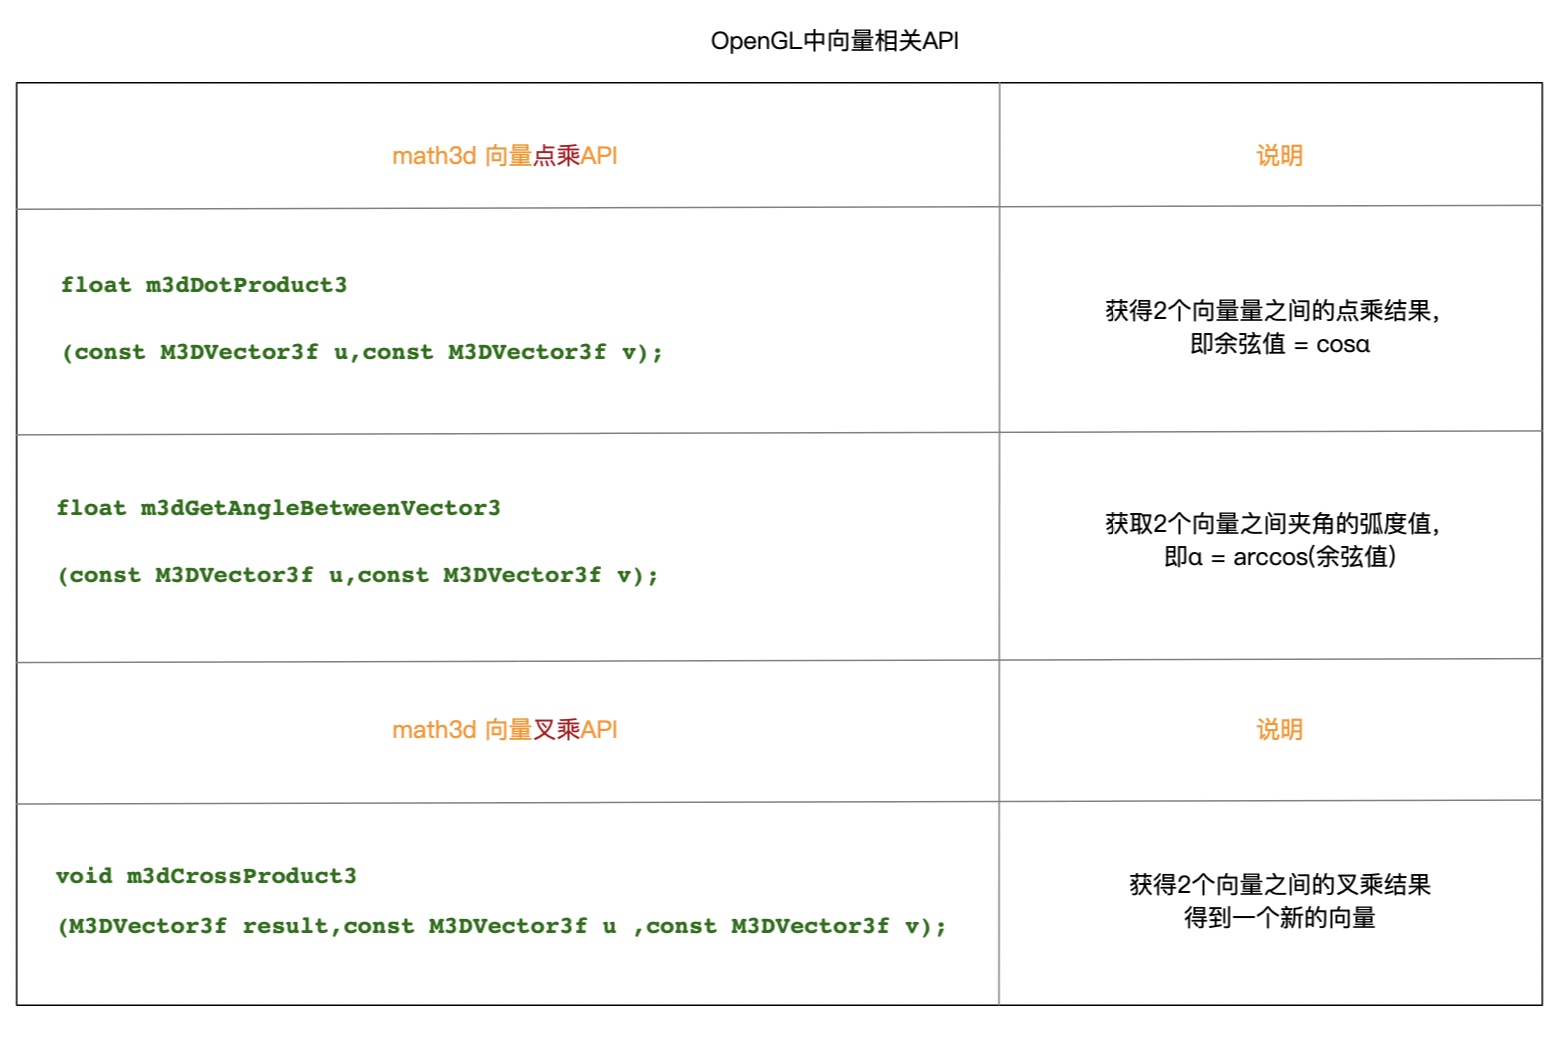 OpenGL中向量相关API
math3d 向量点乘API
说明
float m3dDotProduct3
(const M3DVector3f u,const M3DVector3f v);
获得2个向量量之间的点乘结果,
即余弦值 = cosα
float m3dGetAngleBetweenVector3
(const M3DVector3f u,const M3DVector3f v);
获取2个向量之间夹角的弧度值,
即α = arccos(余弦值)
math3d 向量叉乘API
说明
void m3dCrossProduct3
(M3DVector3f result,const M3DVector3f u ,const M3DVector3f v);
获得2个向量之间的叉乘结果
得到一个新的向量